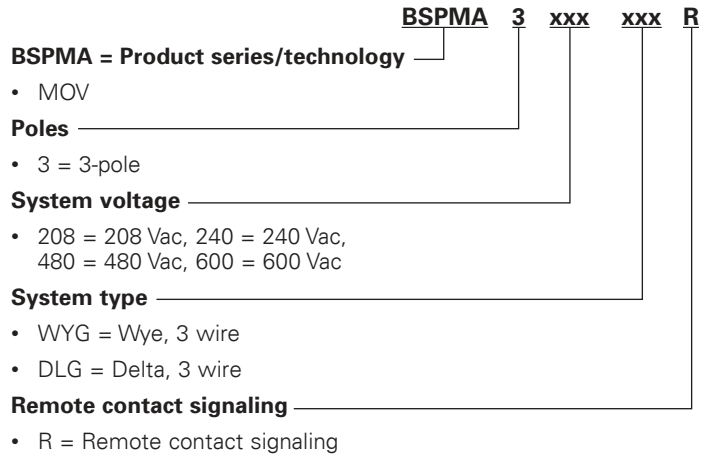 BSPMA 3 xxx xxx R
BSPMA = Product series/technology
• MOV
Poles
• 3 = 3-pole
System voltage
• 208 = 208 Vac, 240 = 240 Vac,
480 = 480 Vac, 600 = 600 Vac
System type
• WYG = Wye, 3 wire
• DLG = Delta, 3 wire
Remote contact signaling
• R = Remote contact signaling